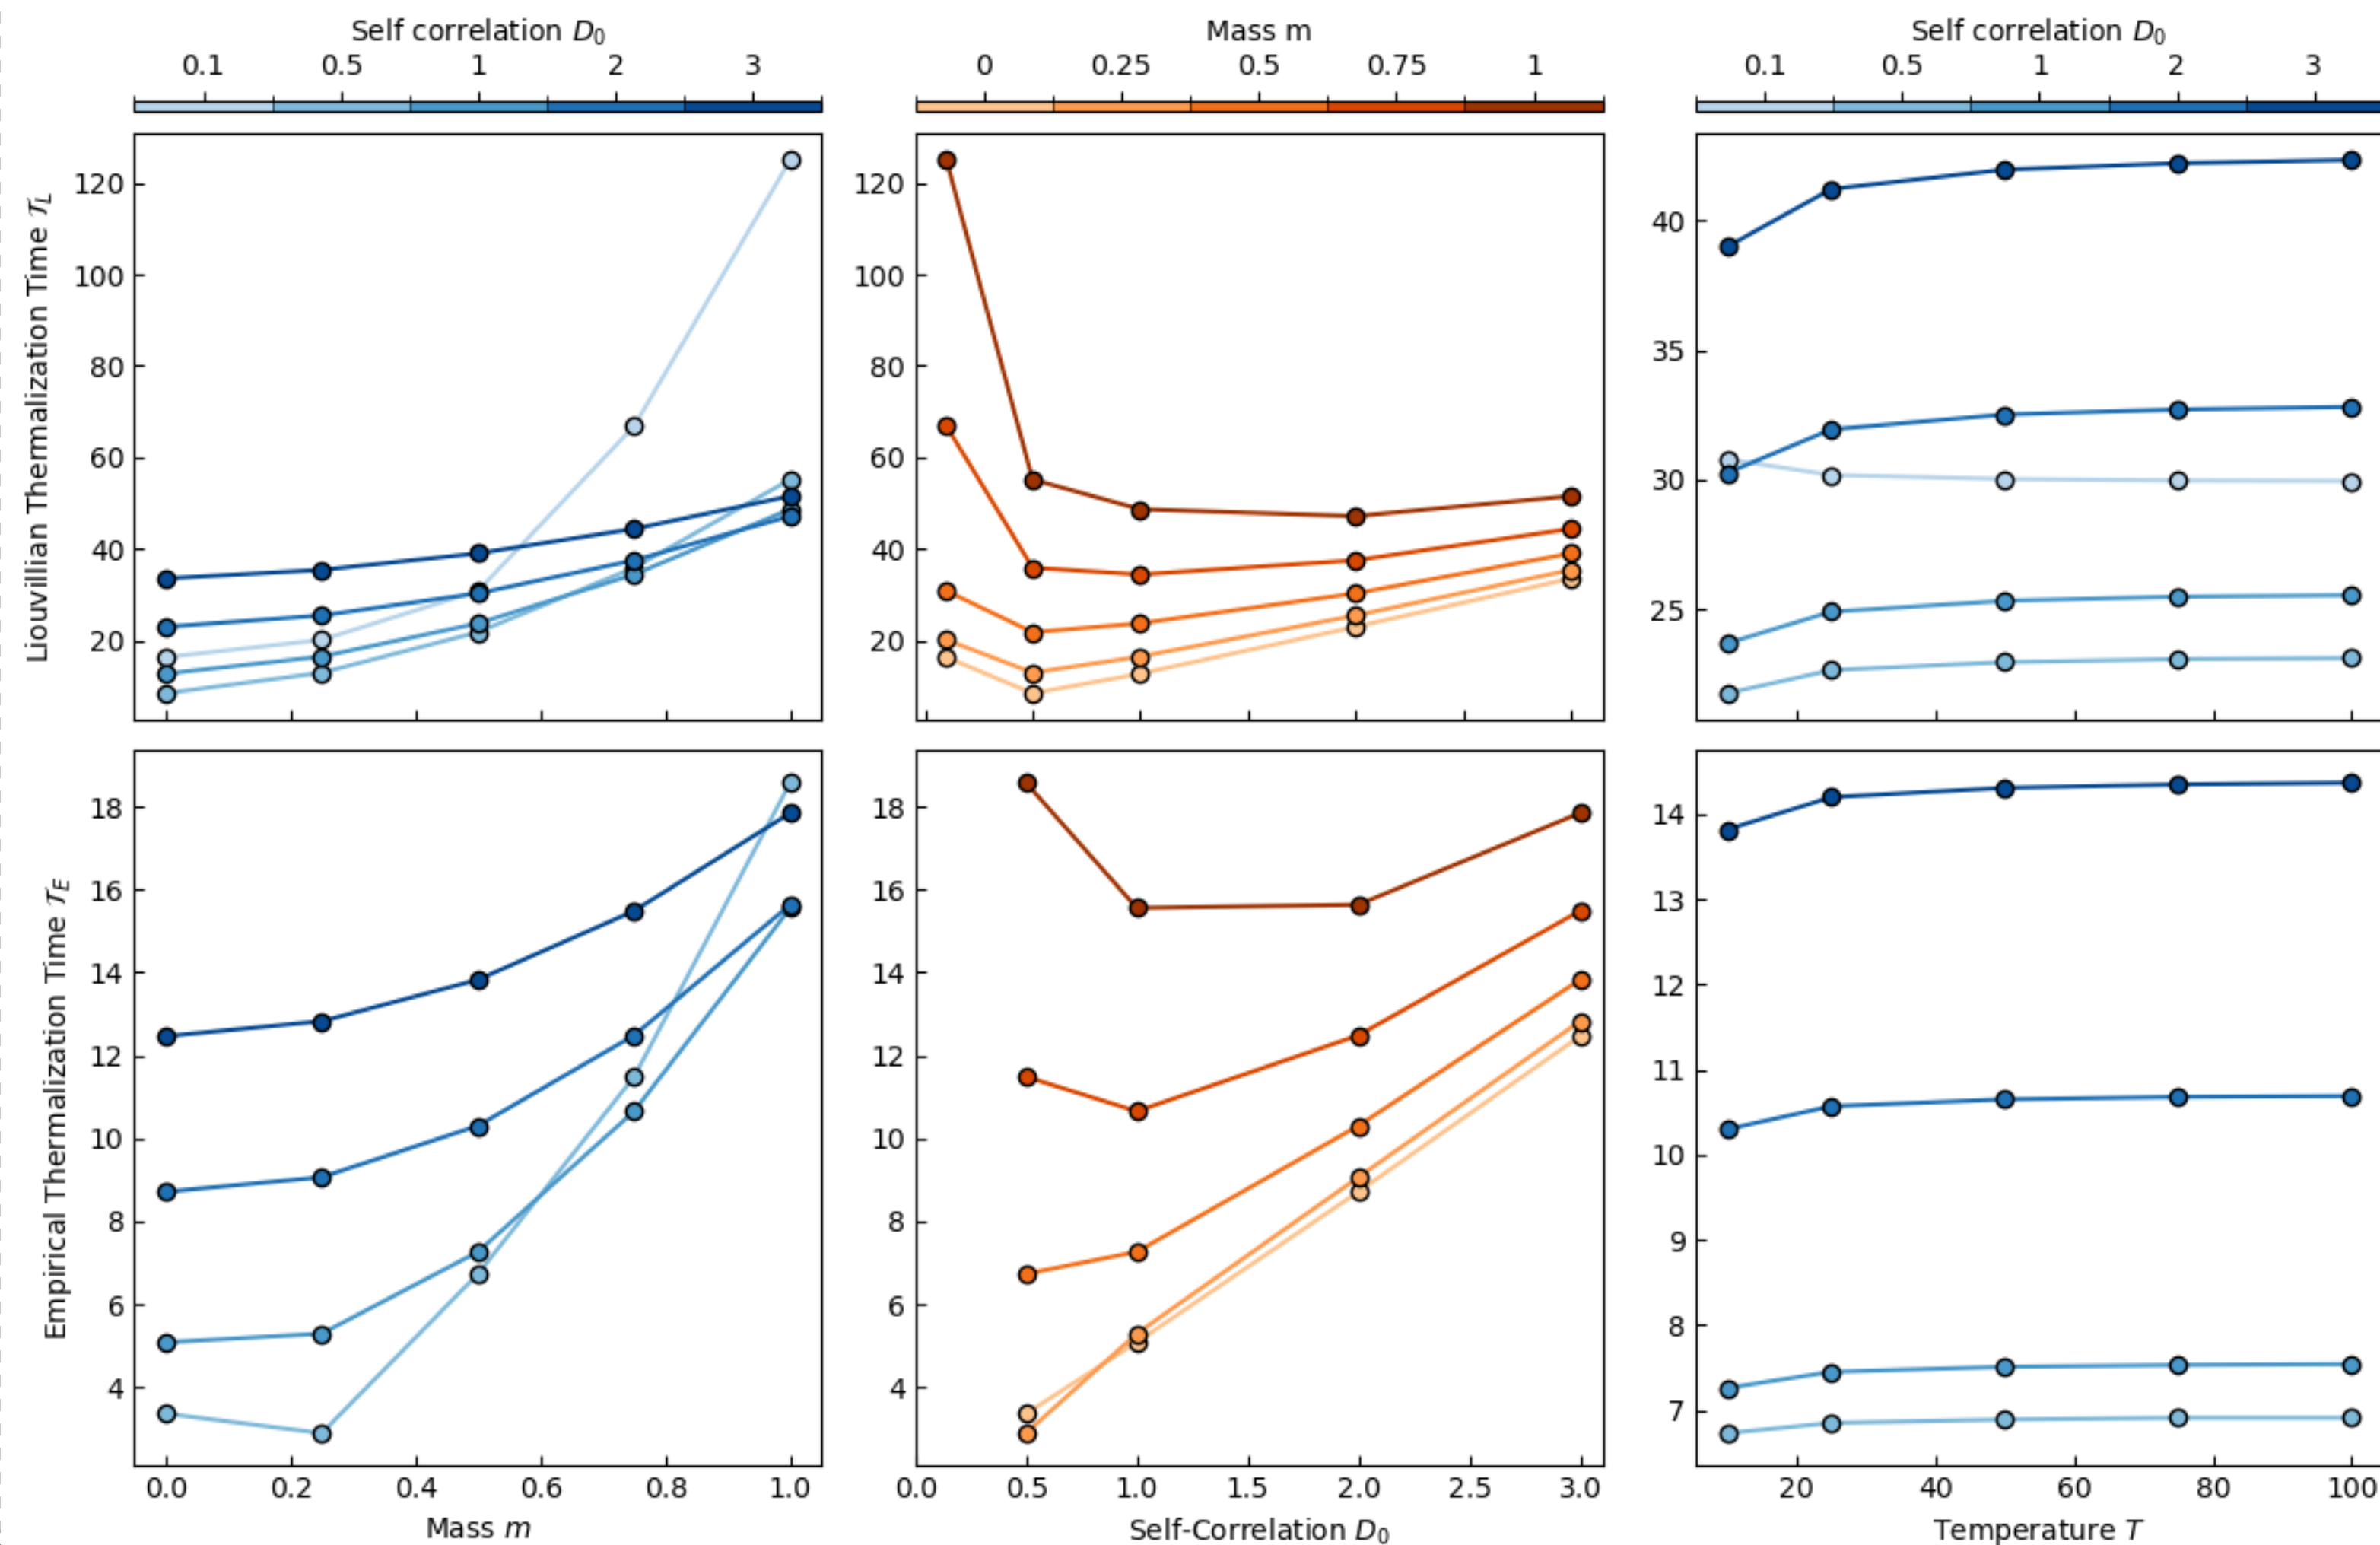 Self correlation D₀
0.1 0.5 1 2 3
Mass m
0 0.25 0.5 0.75 1
Self correlation D₀
0.1 0.5 1 2 3
Liouvillian Thermalization Time 𝒯_L
120
100
80
60
40
20
120
100
80
60
40
20
40
35
30
25
Empirical Thermalization Time 𝒯_E
18
16
14
12
10
8
6
4
0.0 0.2 0.4 0.6 0.8 1.0
Mass m
18
16
14
12
10
8
6
4
0.0 0.5 1.0 1.5 2.0 2.5 3.0
Self-Correlation D₀
14
13
12
11
10
9
8
7
20 40 60 80 100
Temperature T